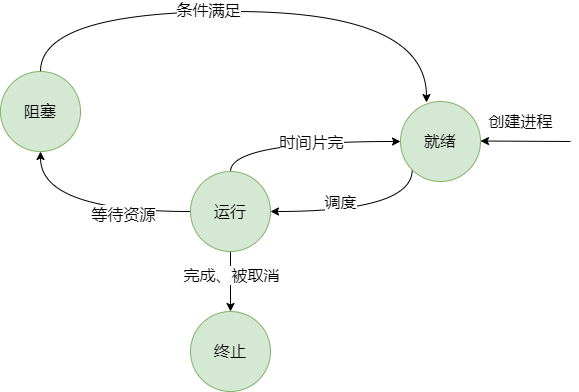 条件满足
阻塞
时间片完
就绪
创建进程
等待资源
运行
调度
完成、被取消
终止